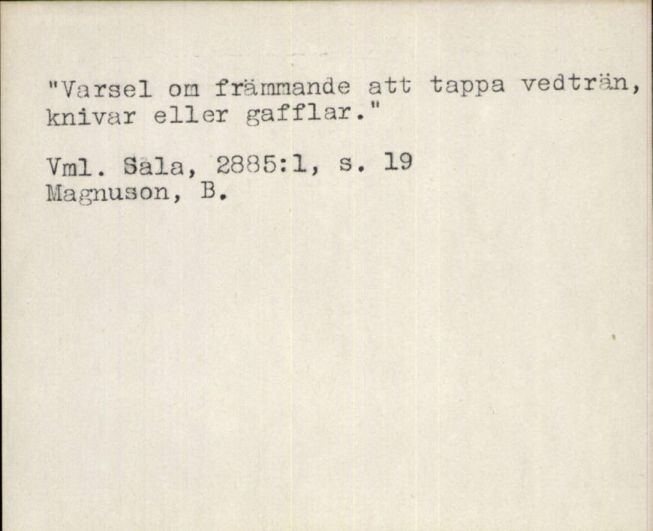 "Varsel om främmande att tappa vedträn,
knivar eller gafflar."
Vml. Sala, 2885:1, s. 19
Magnuson, B.